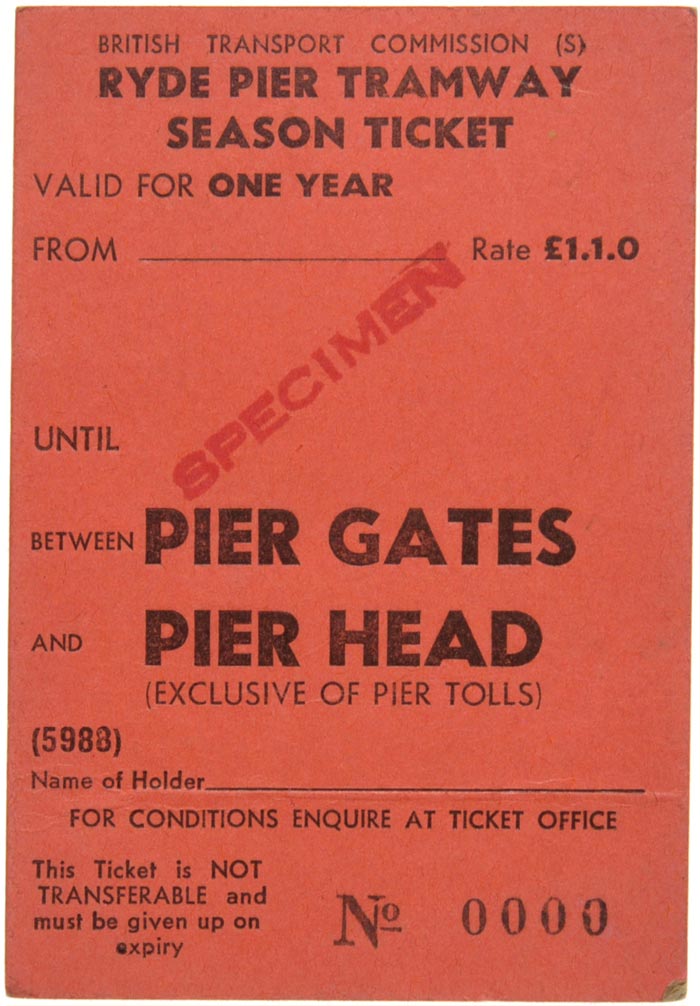 BRITISH TRANSPORT COMMISSION (S)
RYDE PIER TRAMWAY
SEASON TICKET
VALID FOR ONE YEAR
FROM Rate £1.1.0
SPECIMEN
UNTIL
BETWEEN PIER GATES
AND PIER HEAD
(EXCLUSIVE OF PIER TOLLS)
(5988)
Name of Holder
FOR CONDITIONS ENQUIRE AT TICKET OFFICE
This Ticket is NOT
TRANSFERABLE and
must be given up on
expiry
No 0000